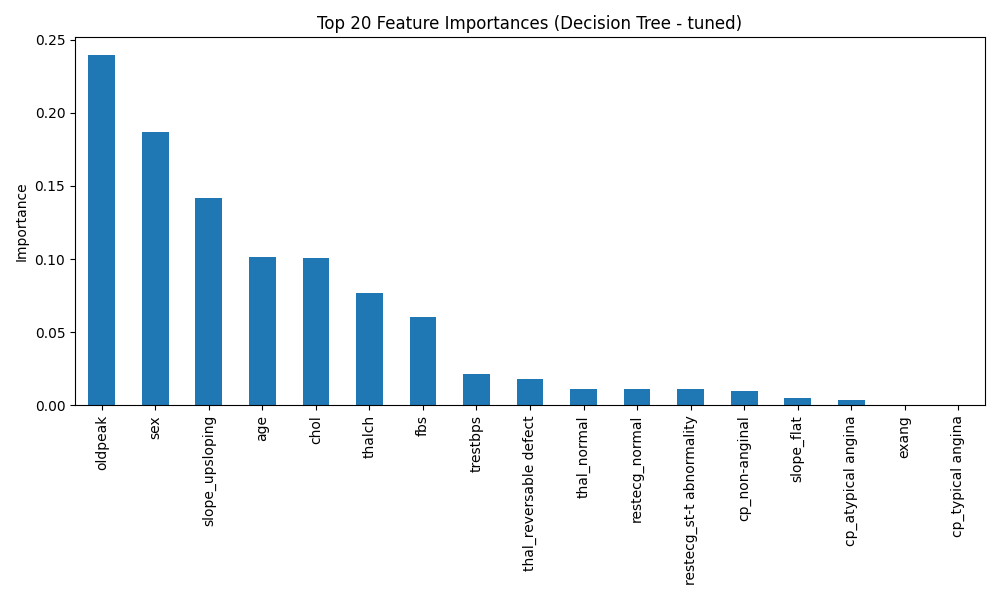 Top 20 Feature Importances (Decision Tree - tuned)
Importance
0.25
0.20
0.15
0.10
0.05
0.00
oldpeak
sex
slope_upsloping
age
chol
thalch
fbs
trestbps
thal_reversable defect
thal_normal
restecg_normal
restecg_st-t abnormality
cp_non-anginal
slope_flat
cp_atypical angina
exang
cp_typical angina